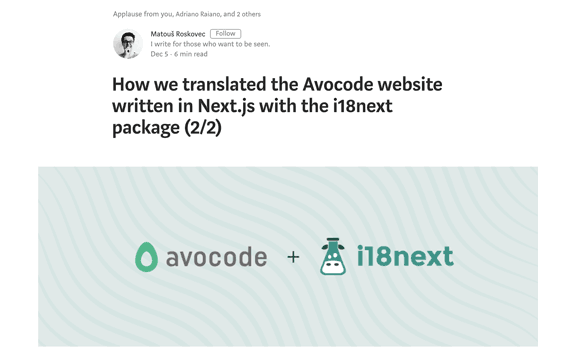 Applause from you, Adriano Raiano, and 2 others
Matouš Roskovec Follow
I write for those who want to be seen.
Dec 5 · 6 min read
How we translated the Avocode website
written in Next.js with the i18next
package (2/2)
avocode + i18next